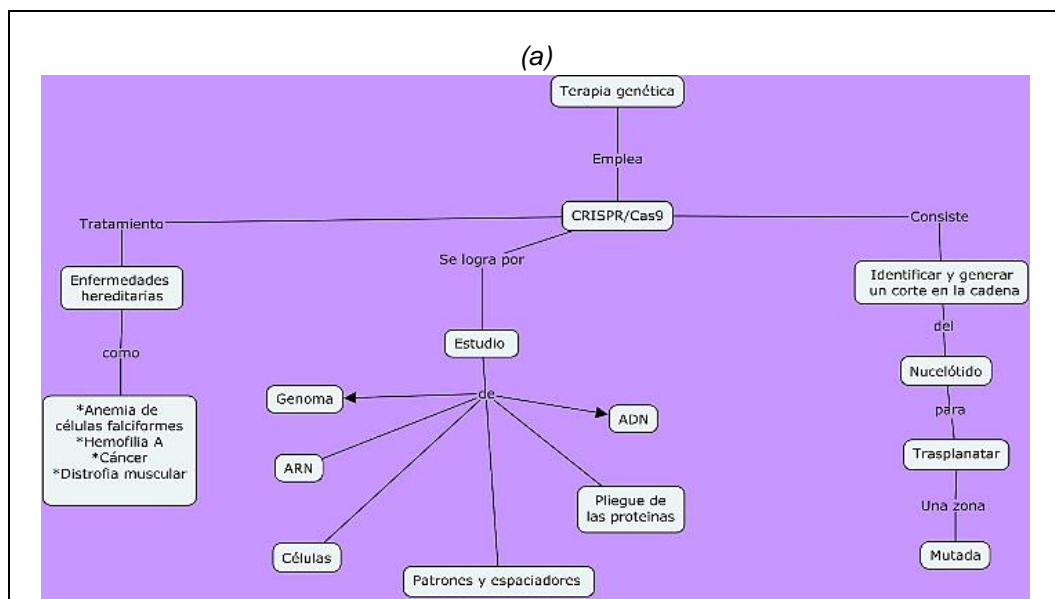 (a)
Terapia genética
Emplea
CRISPR/Cas9
Tratamiento
Enfermedades
hereditarias
como
*Anemia de
células falciformes
*Hemofilia A
*Cáncer
*Distrofia muscular
Se logra por
Estudio
de
Genoma
ADN
ARN
Pliegue de
las proteinas
Células
Patrones y espaciadores
Consiste
Identificar y generar
un corte en la cadena
del
Nucelótido
para
Trasplanatar
Una zona
Mutada